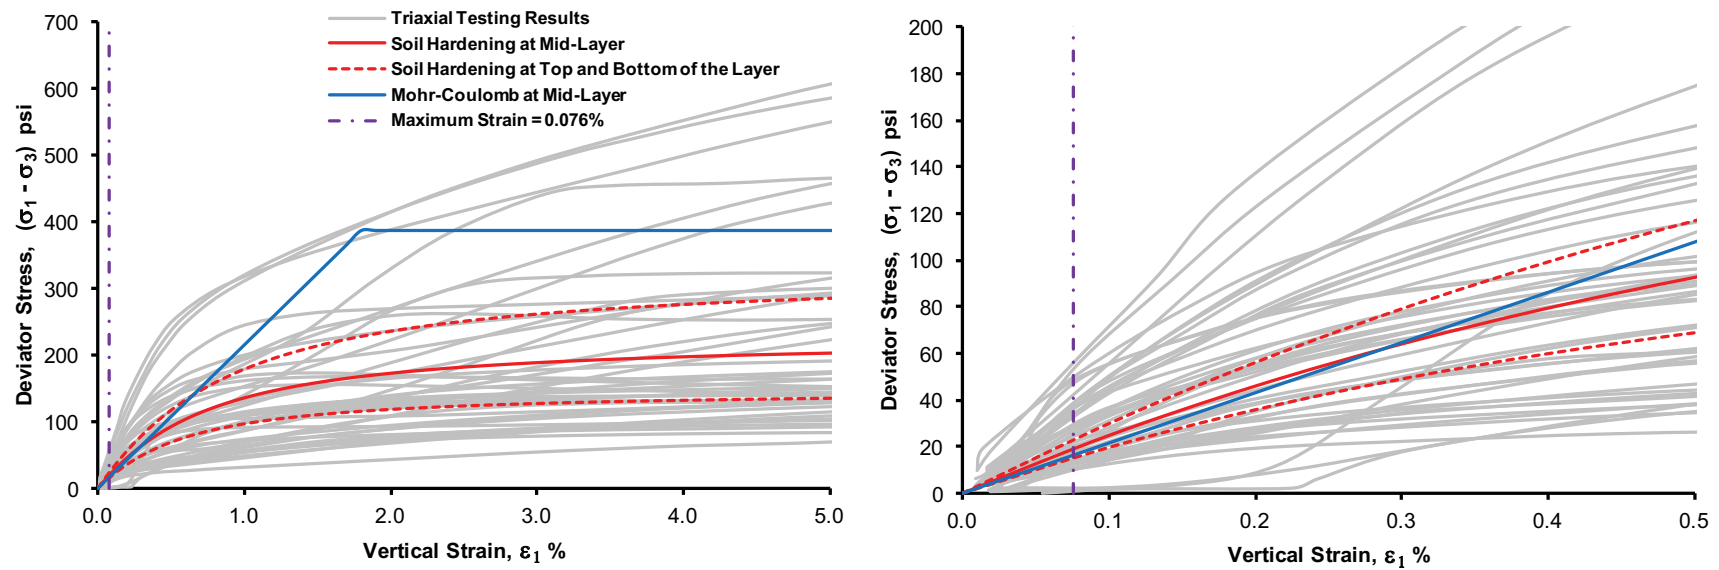 700
600
500
400
300
200
100
0
Deviator Stress, (σ1 - σ3) psi
Triaxial Testing Results
Soil Hardening at Mid-Layer
Soil Hardening at Top and Bottom of the Layer
Mohr-Coulomb at Mid-Layer
Maximum Strain = 0.076%
0.0 1.0 2.0 3.0 4.0 5.0
Vertical Strain, ε1 %
200
180
160
140
120
100
80
60
40
20
0
Deviator Stress, (σ1 - σ3) psi
0.0 0.1 0.2 0.3 0.4 0.5
Vertical Strain, ε1 %